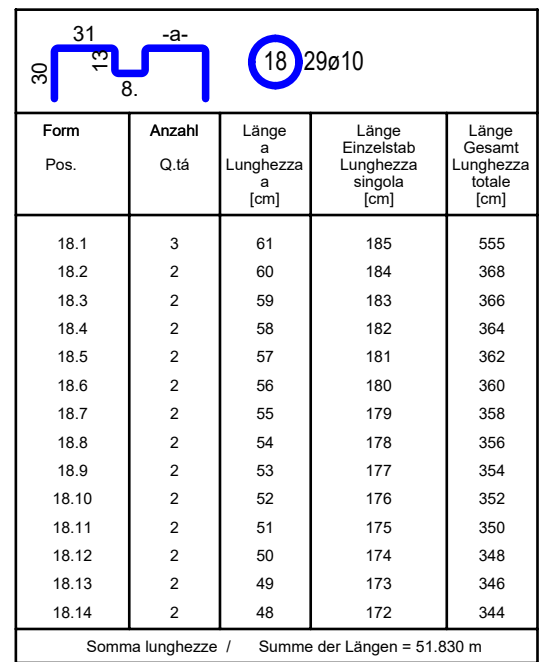 31 -a- 18 29ø10
30 13
8.
Form Anzahl Länge Länge Länge
a Einzelstab Gesamt
Pos. Q.tá Lunghezza Lunghezza Lunghezza
a singola totale
[cm] [cm] [cm]
18.1 3 61 185 555
18.2 2 60 184 368
18.3 2 59 183 366
18.4 2 58 182 364
18.5 2 57 181 362
18.6 2 56 180 360
18.7 2 55 179 358
18.8 2 54 178 356
18.9 2 53 177 354
18.10 2 52 176 352
18.11 2 51 175 350
18.12 2 50 174 348
18.13 2 49 173 346
18.14 2 48 172 344
Somma lunghezze / Summe der Längen = 51.830 m